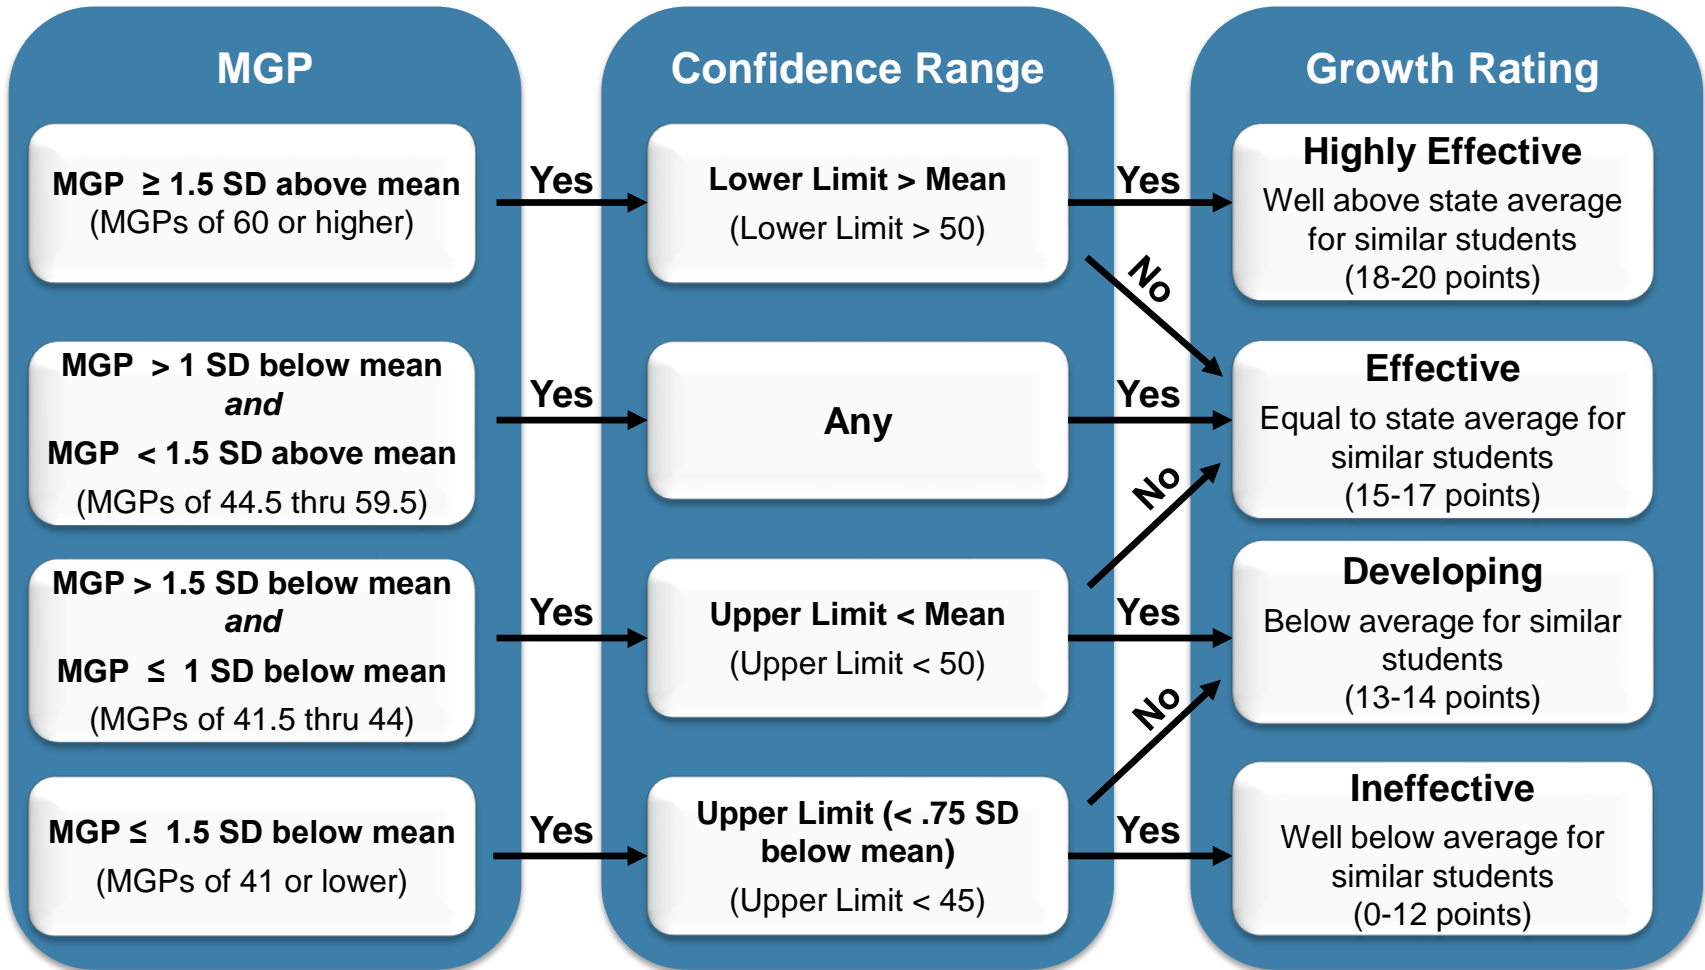 MGP
MGP ≥ 1.5 SD above mean
(MGPs of 60 or higher)
MGP > 1 SD below mean
and
MGP < 1.5 SD above mean
(MGPs of 44.5 thru 59.5)
MGP > 1.5 SD below mean
and
MGP ≤ 1 SD below mean
(MGPs of 41.5 thru 44)
MGP ≤ 1.5 SD below mean
(MGPs of 41 or lower)
Yes
Yes
Yes
Yes
Confidence Range
Lower Limit > Mean
(Lower Limit > 50)
Any
Upper Limit < Mean
(Upper Limit < 50)
Upper Limit (< .75 SD
below mean)
(Upper Limit < 45)
Yes
No
Yes
No
Yes
No
Yes
Growth Rating
Highly Effective
Well above state average
for similar students
(18-20 points)
Effective
Equal to state average for
similar students
(15-17 points)
Developing
Below average for similar
students
(13-14 points)
Ineffective
Well below average for
similar students
(0-12 points)